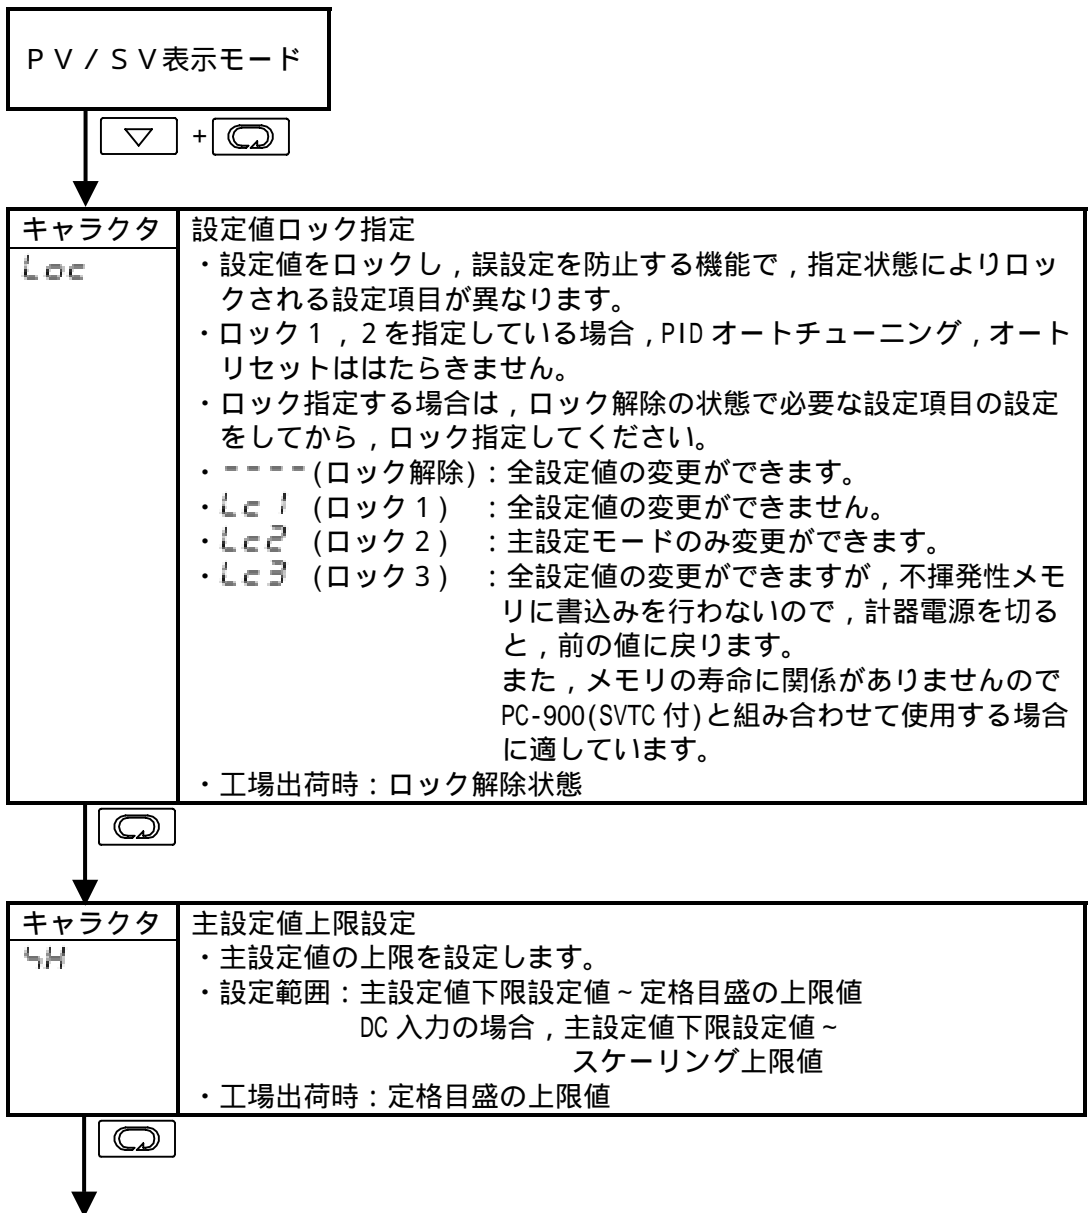 ＰＶ／ＳＶ表示モード
▽ +
キャラクタ
Loc
設定値ロック指定
・設定値をロックし，誤設定を防止する機能で，指定状態によりロッ
クされる設定項目が異なります。
・ロック１，２を指定している場合，PID オートチューニング，オート
リセットははたらきません。
・ロック指定する場合は，ロック解除の状態で必要な設定項目の設定
をしてから，ロック指定してください。
・----(ロック解除)：全設定値の変更ができます。
・Lc1 (ロック１) ：全設定値の変更ができません。
・Lc2 (ロック２) ：主設定モードのみ変更ができます。
・Lc3 (ロック３) ：全設定値の変更ができますが，不揮発性メモ
リに書込みを行わないので，計器電源を切る
と，前の値に戻ります。
また，メモリの寿命に関係がありませんので
PC-900(SVTC 付)と組み合わせて使用する場合
に適しています。
・工場出荷時：ロック解除状態
キャラクタ
SH
主設定値上限設定
・主設定値の上限を設定します。
・設定範囲：主設定値下限設定値～定格目盛の上限値
DC 入力の場合，主設定値下限設定値～
スケーリング上限値
・工場出荷時：定格目盛の上限値